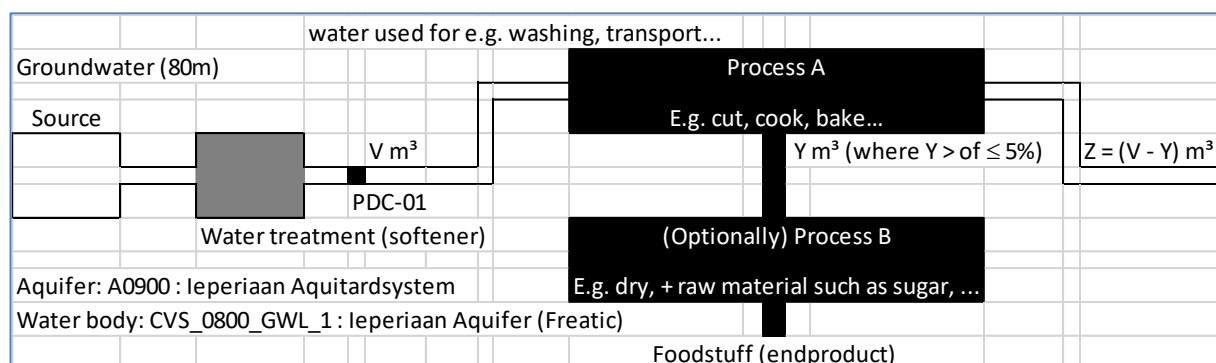 water used for e.g. washing, transport...
Groundwater (80m)
Process A
Source
E.g. cut, cook, bake...
V m³
Y m³ (where Y > of ≤ 5%)
Z = (V - Y) m³
PDC-01
Water treatment (softener)
(Optionally) Process B
Aquifer: A0900 : Ieperiaan Aquitardsystem
E.g. dry, + raw material such as sugar, ...
Water body: CVS_0800_GWL_1 : Ieperiaan Aquifer (Freatic)
Foodstuff (endproduct)